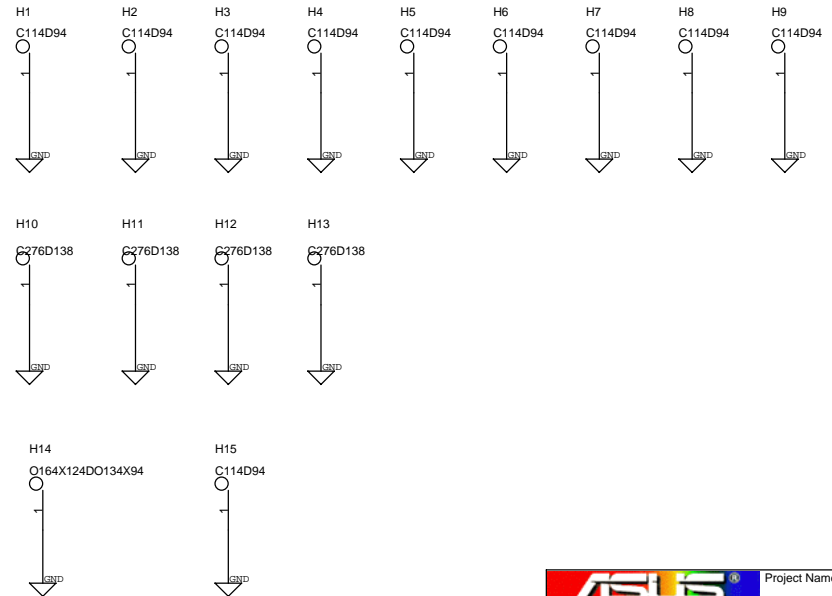 H1 H2 H3 H4 H5 H6 H7 H8 H9
C114D94 C114D94 C114D94 C114D94 C114D94 C114D94 C114D94 C114D94 C114D94
1 1 1 1 1 1 1 1 1
GND GND GND GND GND GND GND GND GND
H10 H11 H12 H13
C276D138 C276D138 C276D138 C276D138
1 1 1 1
GND GND GND GND
H14 H15
O164X124DO134X94 C114D94
1 1
GND GND
ASUS ® Project Name